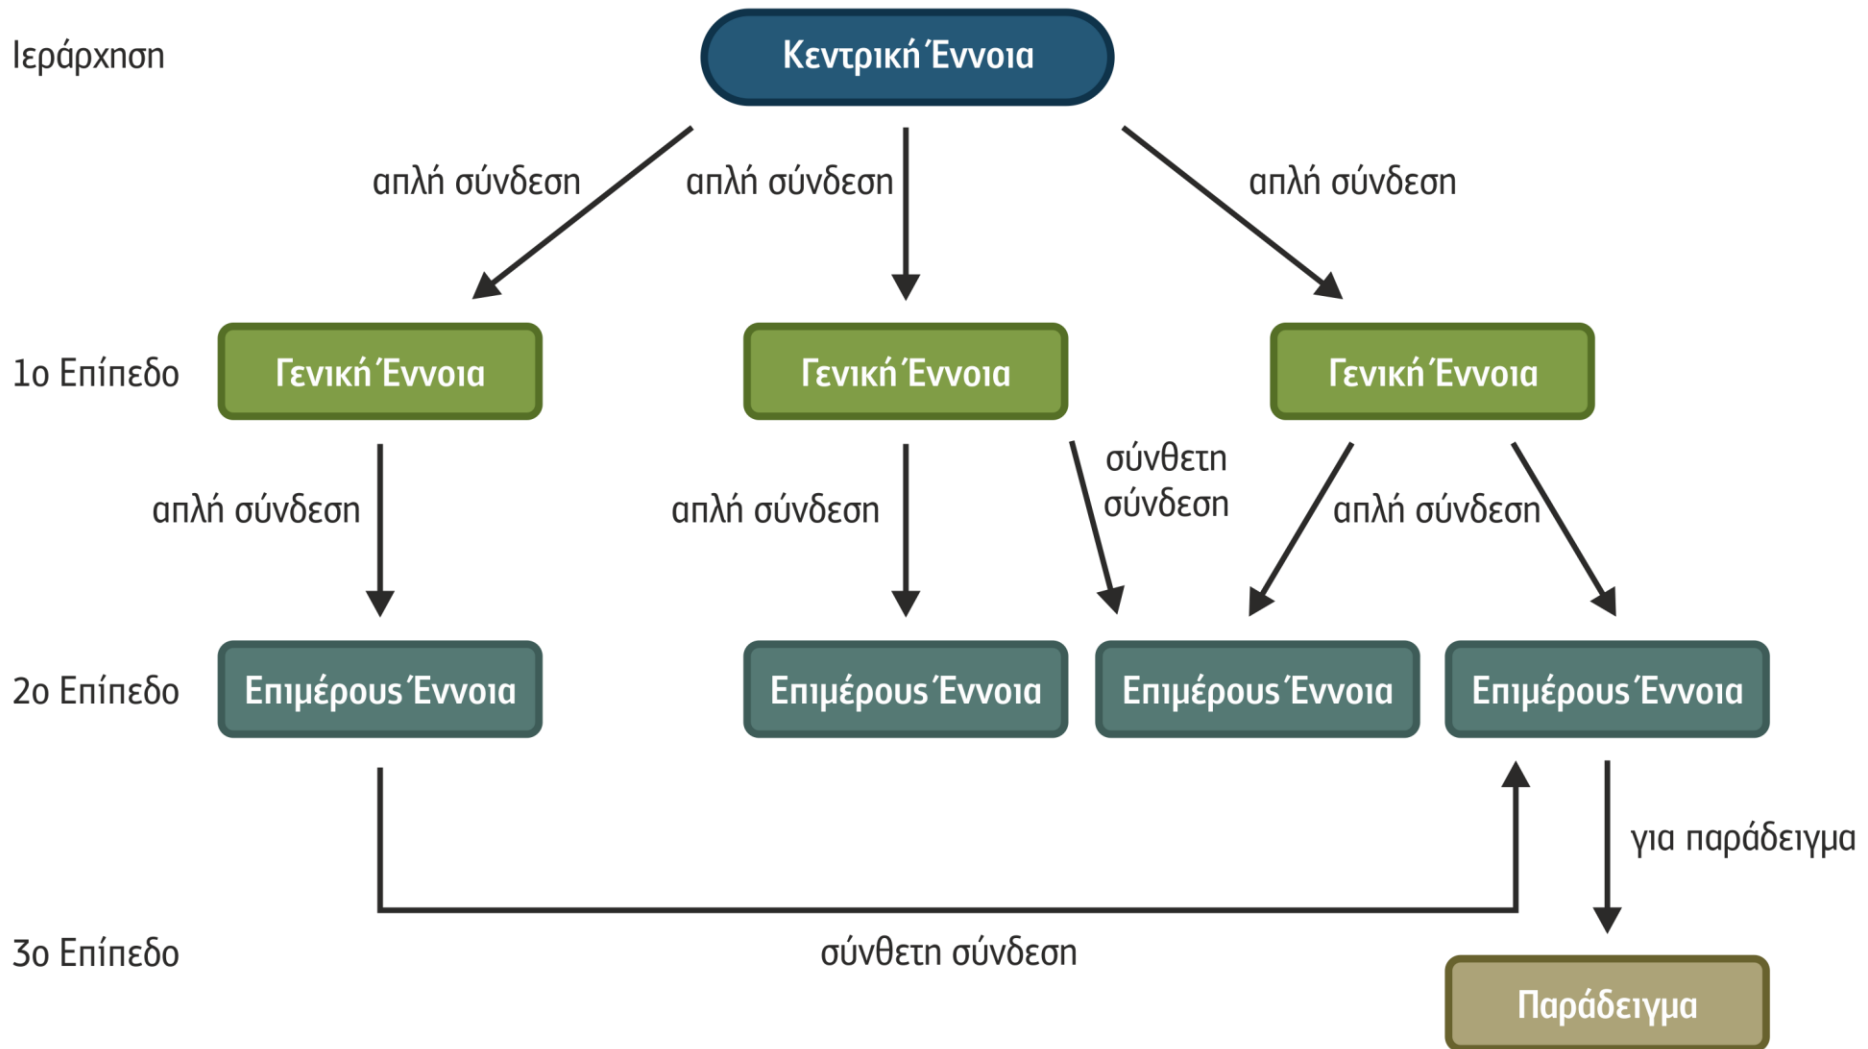 Ιεράρχηση
Κεντρική Έννοια
απλή σύνδεση
απλή σύνδεση
απλή σύνδεση
1ο Επίπεδο
Γενική Έννοια
Γενική Έννοια
Γενική Έννοια
απλή σύνδεση
απλή σύνδεση
σύνθετη
σύνδεση
απλή σύνδεση
2ο Επίπεδο
Επιμέρους Έννοια
Επιμέρους Έννοια
Επιμέρους Έννοια
Επιμέρους Έννοια
για παράδειγμα
3ο Επίπεδο
σύνθετη σύνδεση
Παράδειγμα